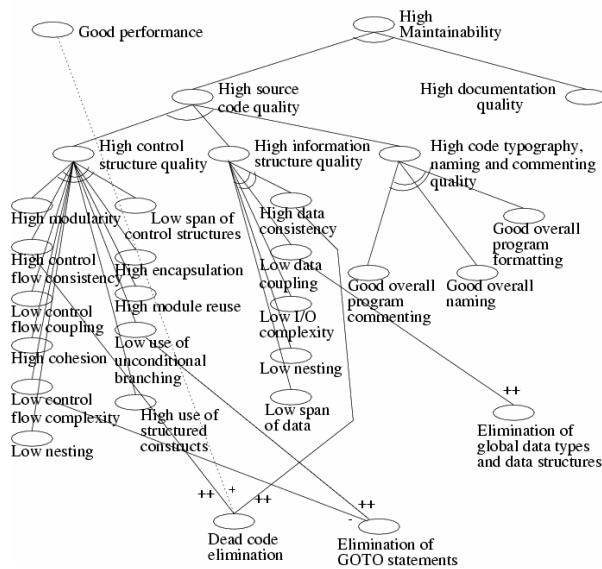 Good performance
High
Maintainability
High source
code quality
High documentation
quality
High control
structure quality
High information
structure quality
High code typography,
naming and commenting
quality
High modularity
Low span of
control structures
High control
flow consistency
High encapsulation
Low control
flow coupling
High module reuse
High cohesion
Low use of
unconditional
branching
Low control
flow complexity
High use of
structured
constructs
Low nesting
High data
consistency
Low data
coupling
Low I/O
complexity
Low nesting
Low span
of data
Good overall
program
commenting
Good overall
naming
Good overall
program
formatting
++
Elimination of
global data types
and data structures
++
+
++
Dead code
elimination
++
-
Elimination of
GOTO statements